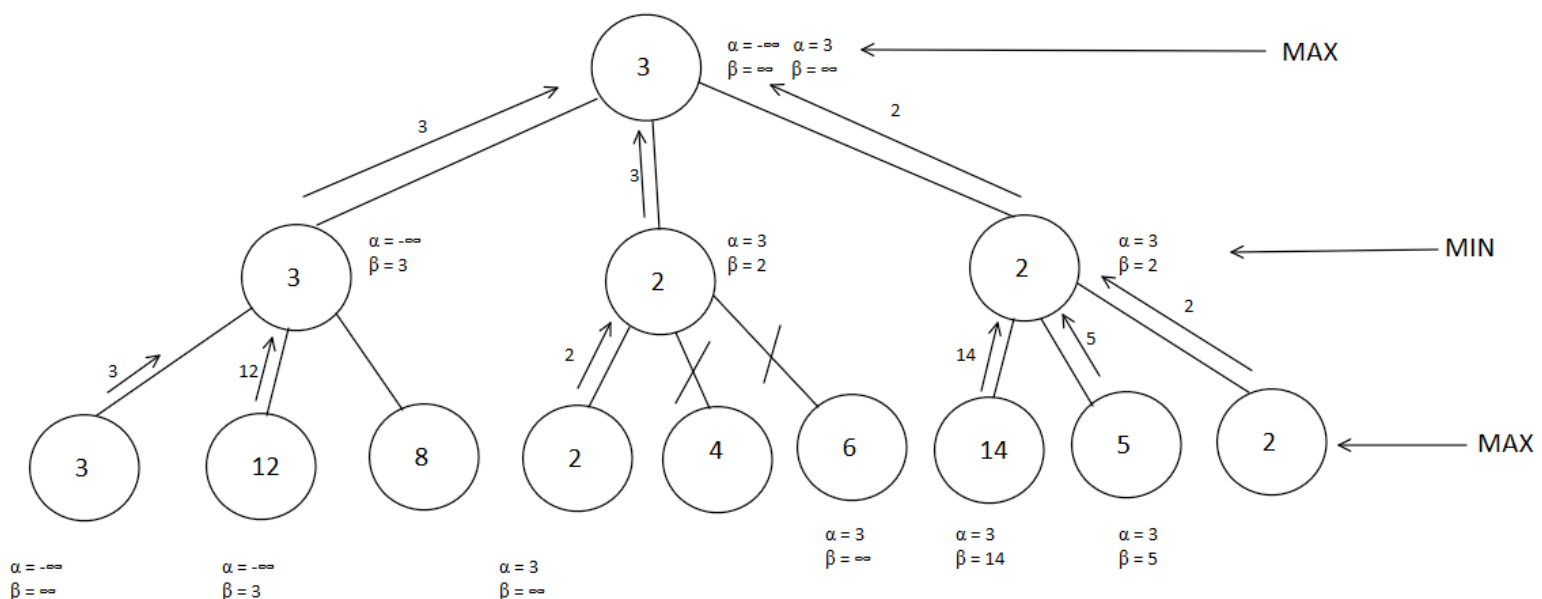 3
α = -∞ α = 3
β = ∞ β = ∞
MAX
3
3
2
3
α = -∞
β = 3
2
α = 3
β = 2
2
α = 3
β = 2
MIN
3
12
2
14
5
2
3
12
8
2
4
6
14
5
2
MAX
α = -∞
β = ∞
α = -∞
β = 3
α = 3
β = ∞
α = 3
β = ∞
α = 3
β = 14
α = 3
β = 5